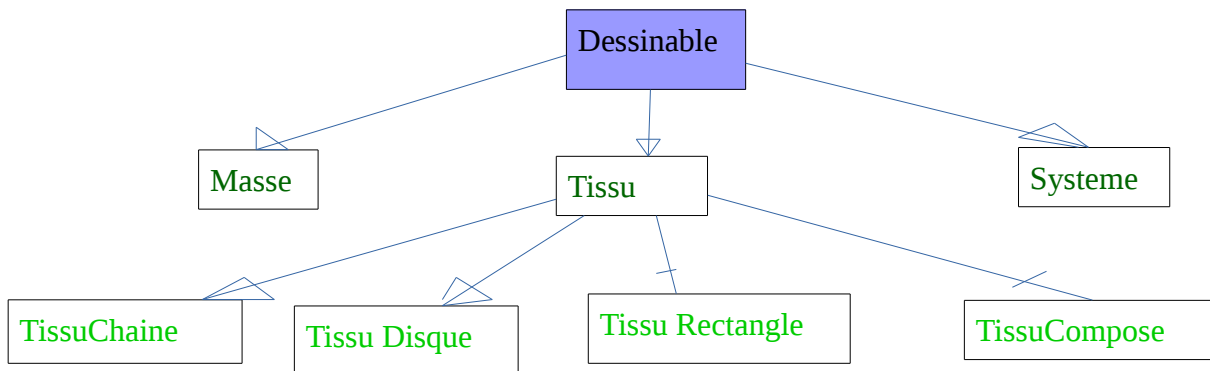 Dessinable
Masse
Tissu
Systeme
TissuChaine
Tissu Disque
Tissu Rectangle
TissuCompose